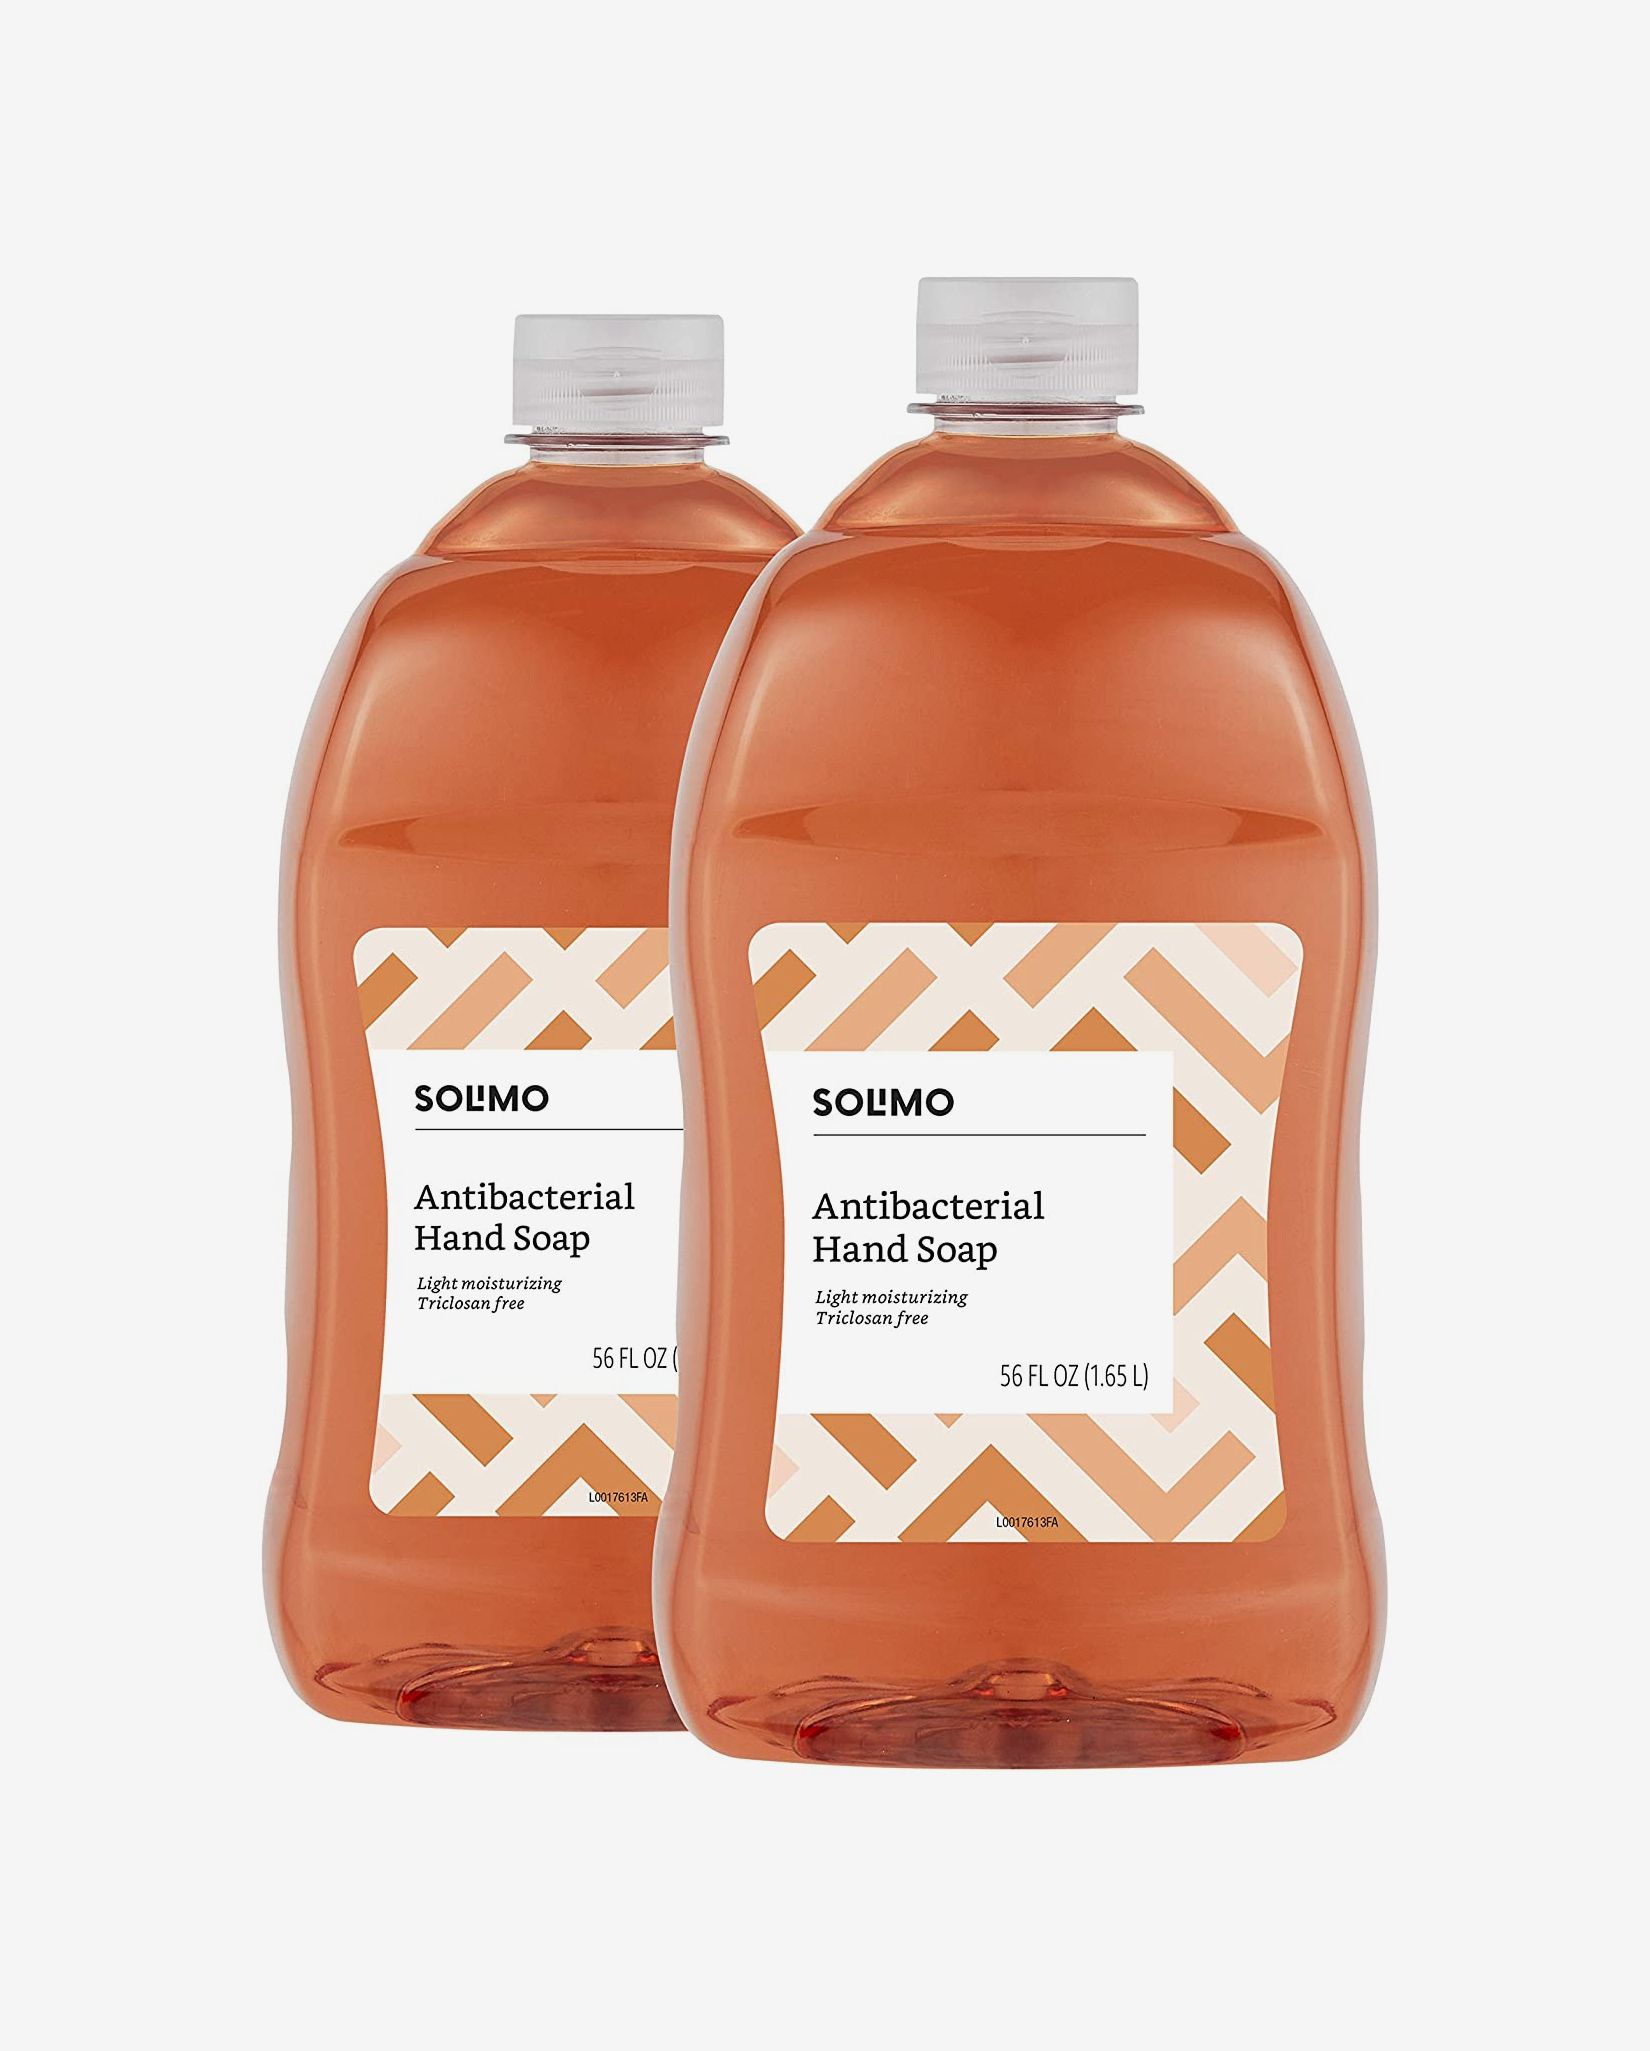 SOLIMO
Antibacterial
Hand Soap
Light moisturizing
Triclosan free
56 FL OZ (
L0017613FA
SOLIMO
Antibacterial
Hand Soap
Light moisturizing
Triclosan free
56 FL OZ (1.65 L)
L0017613FA